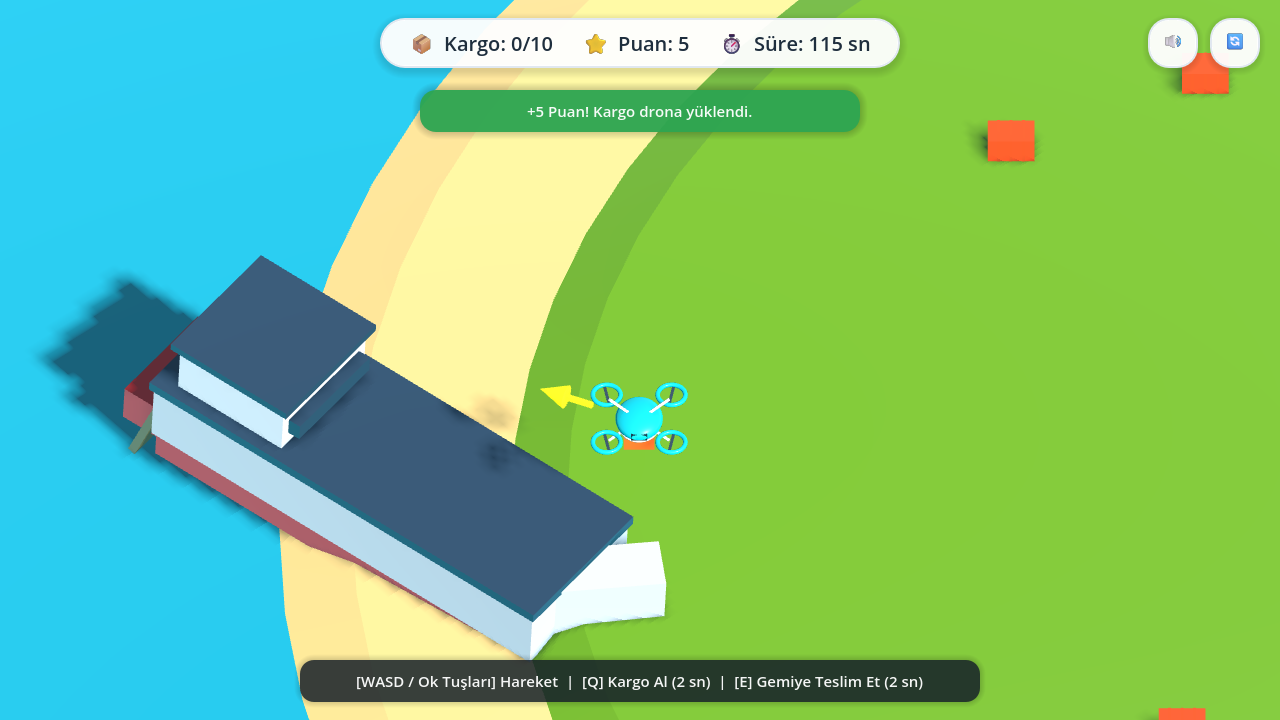 Kargo: 0/10 Puan: 5 Süre: 115 sn
+5 Puan! Kargo drona yüklendi.
[WASD / Ok Tuşları] Hareket | [Q] Kargo Al (2 sn) | [E] Gemiye Teslim Et (2 sn)